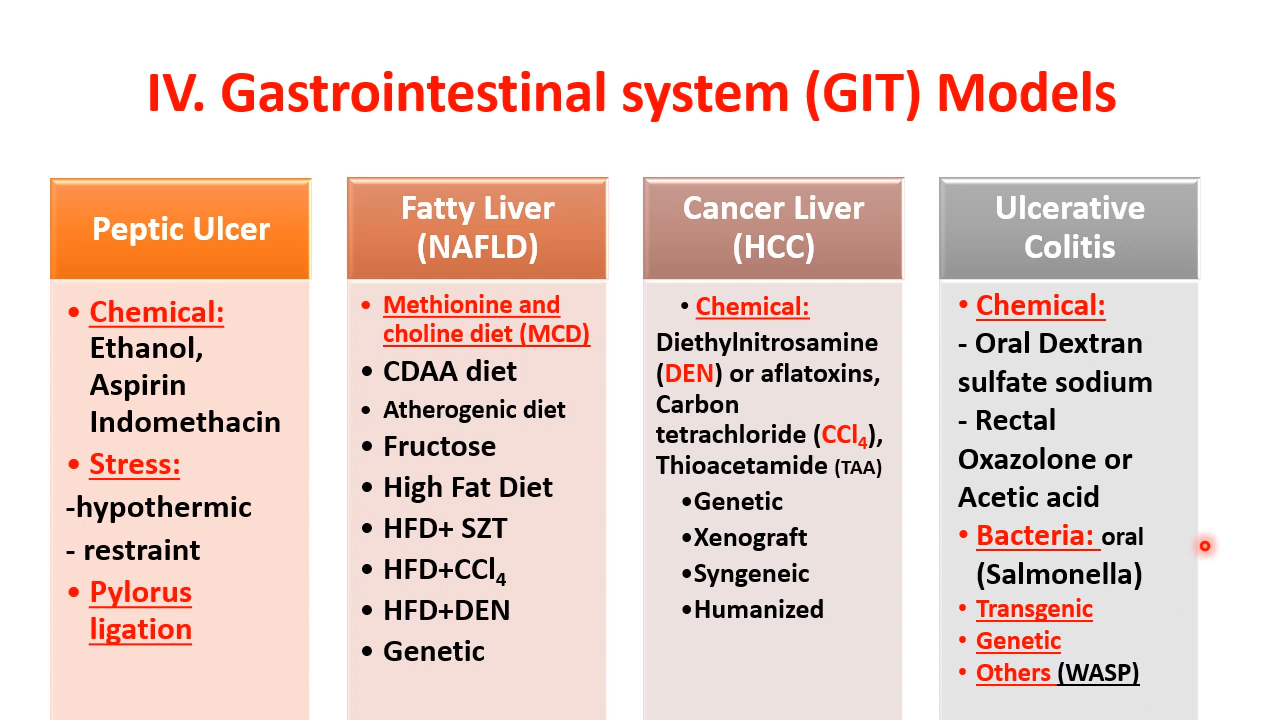 IV. Gastrointestinal system (GIT) Models
Peptic Ulcer
• Chemical:
Ethanol,
Aspirin
Indomethacin
• Stress:
-hypothermic
- restraint
• Pylorus
ligation
Fatty Liver
(NAFLD)
• Methionine and
choline diet (MCD)
• CDAA diet
• Atherogenic diet
• Fructose
• High Fat Diet
• HFD+ SZT
• HFD+CCl₄
• HFD+DEN
• Genetic
Cancer Liver
(HCC)
• Chemical:
Diethylnitrosamine
(DEN) or aflatoxins,
Carbon
tetrachloride (CCl₄),
Thioacetamide (TAA)
•Genetic
•Xenograft
•Syngeneic
•Humanized
Ulcerative
Colitis
• Chemical:
- Oral Dextran
sulfate sodium
- Rectal
Oxazolone or
Acetic acid
• Bacteria: oral
(Salmonella)
• Transgenic
• Genetic
• Others (WASP)